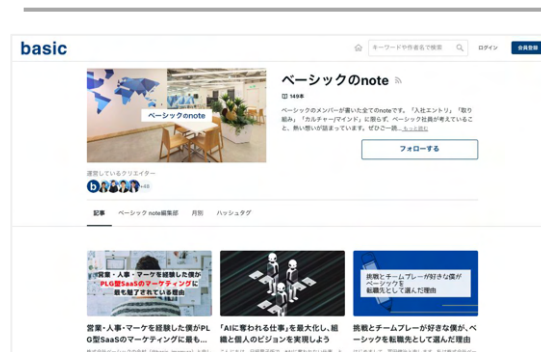 basic
キーワードや作者名で検索
ログイン
会員登録
ベーシックのnote
ベーシックのnote
149本
ベーシックのメンバーが書いた全てのnoteです。「入社エントリ」「取り
組み」「カルチャー/マインド」に限らず、ベーシック社員が考えているこ
と、熱い想いが詰まっています。ぜひご一読…もっと読む
フォローする
運営しているクリエイター
b
+46
記事
ベーシック note編集部
月別
ハッシュタグ
営業・人事・マーケを経験した僕が
PLG型SaaSのマーケティングに
最も魅了されている理由
挑戦とチームプレーが好きな僕が
ベーシックを
転職先として選んだ理由
営業・人事・マーケを経験した僕がPL
G型SaaSのマーケティングに最も...
「AIに奪われる仕事」を最大化し、組
織と個人のビジョンを実現しよう
挑戦とチームプレーが好きな僕が、ベ
ーシックを転職先として選んだ理由